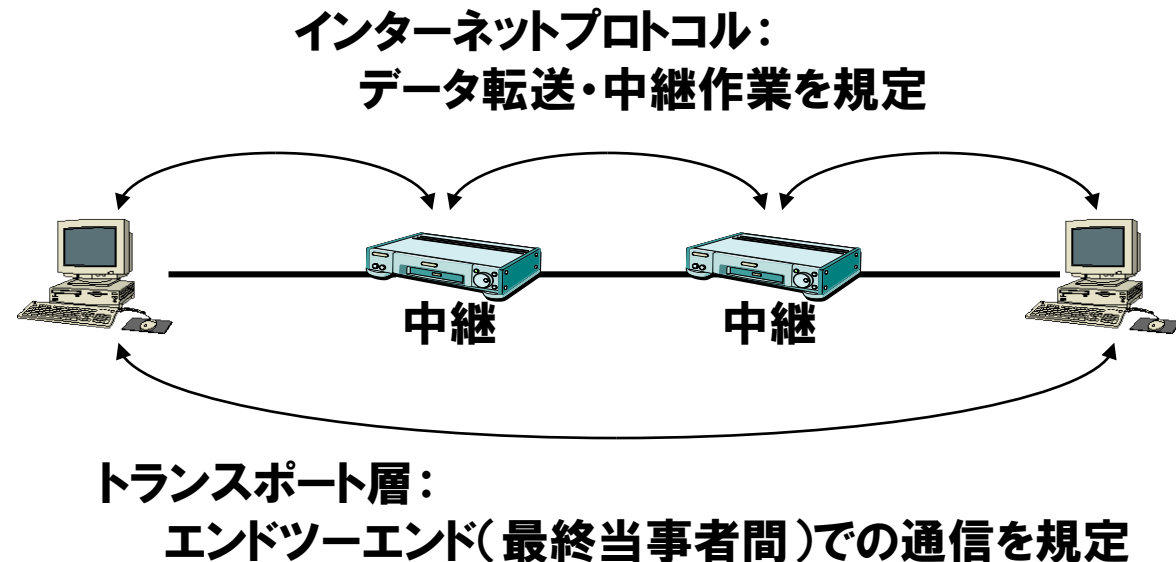 インターネットプロトコル：
データ転送・中継作業を規定
中継
中継
トランスポート層：
エンドツーエンド(最終当事者間)での通信を規定